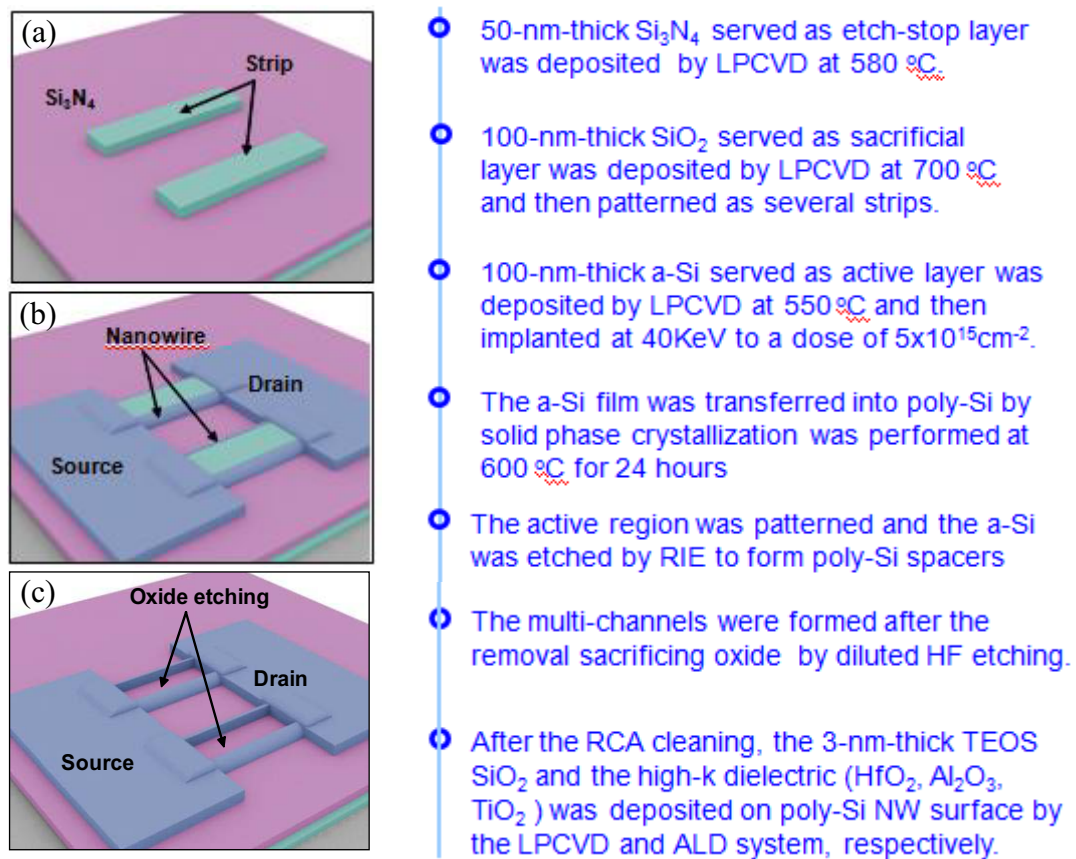 (a)
Strip
Si₃N₄
(b)
Nanowire
Drain
Source
(c)
Oxide etching
Drain
Source
50-nm-thick Si₃N₄ served as etch-stop layer
was deposited by LPCVD at 580 ºC.
100-nm-thick SiO₂ served as sacrificial
layer was deposited by LPCVD at 700 ºC
and then patterned as several strips.
100-nm-thick a-Si served as active layer was
deposited by LPCVD at 550 ºC and then
implanted at 40KeV to a dose of 5x10¹⁵cm⁻².
The a-Si film was transferred into poly-Si by
solid phase crystallization was performed at
600 ºC for 24 hours
The active region was patterned and the a-Si
was etched by RIE to form poly-Si spacers
The multi-channels were formed after the
removal sacrificing oxide by diluted HF etching.
After the RCA cleaning, the 3-nm-thick TEOS
SiO₂ and the high-k dielectric (HfO₂, Al₂O₃,
TiO₂ ) was deposited on poly-Si NW surface by
the LPCVD and ALD system, respectively.